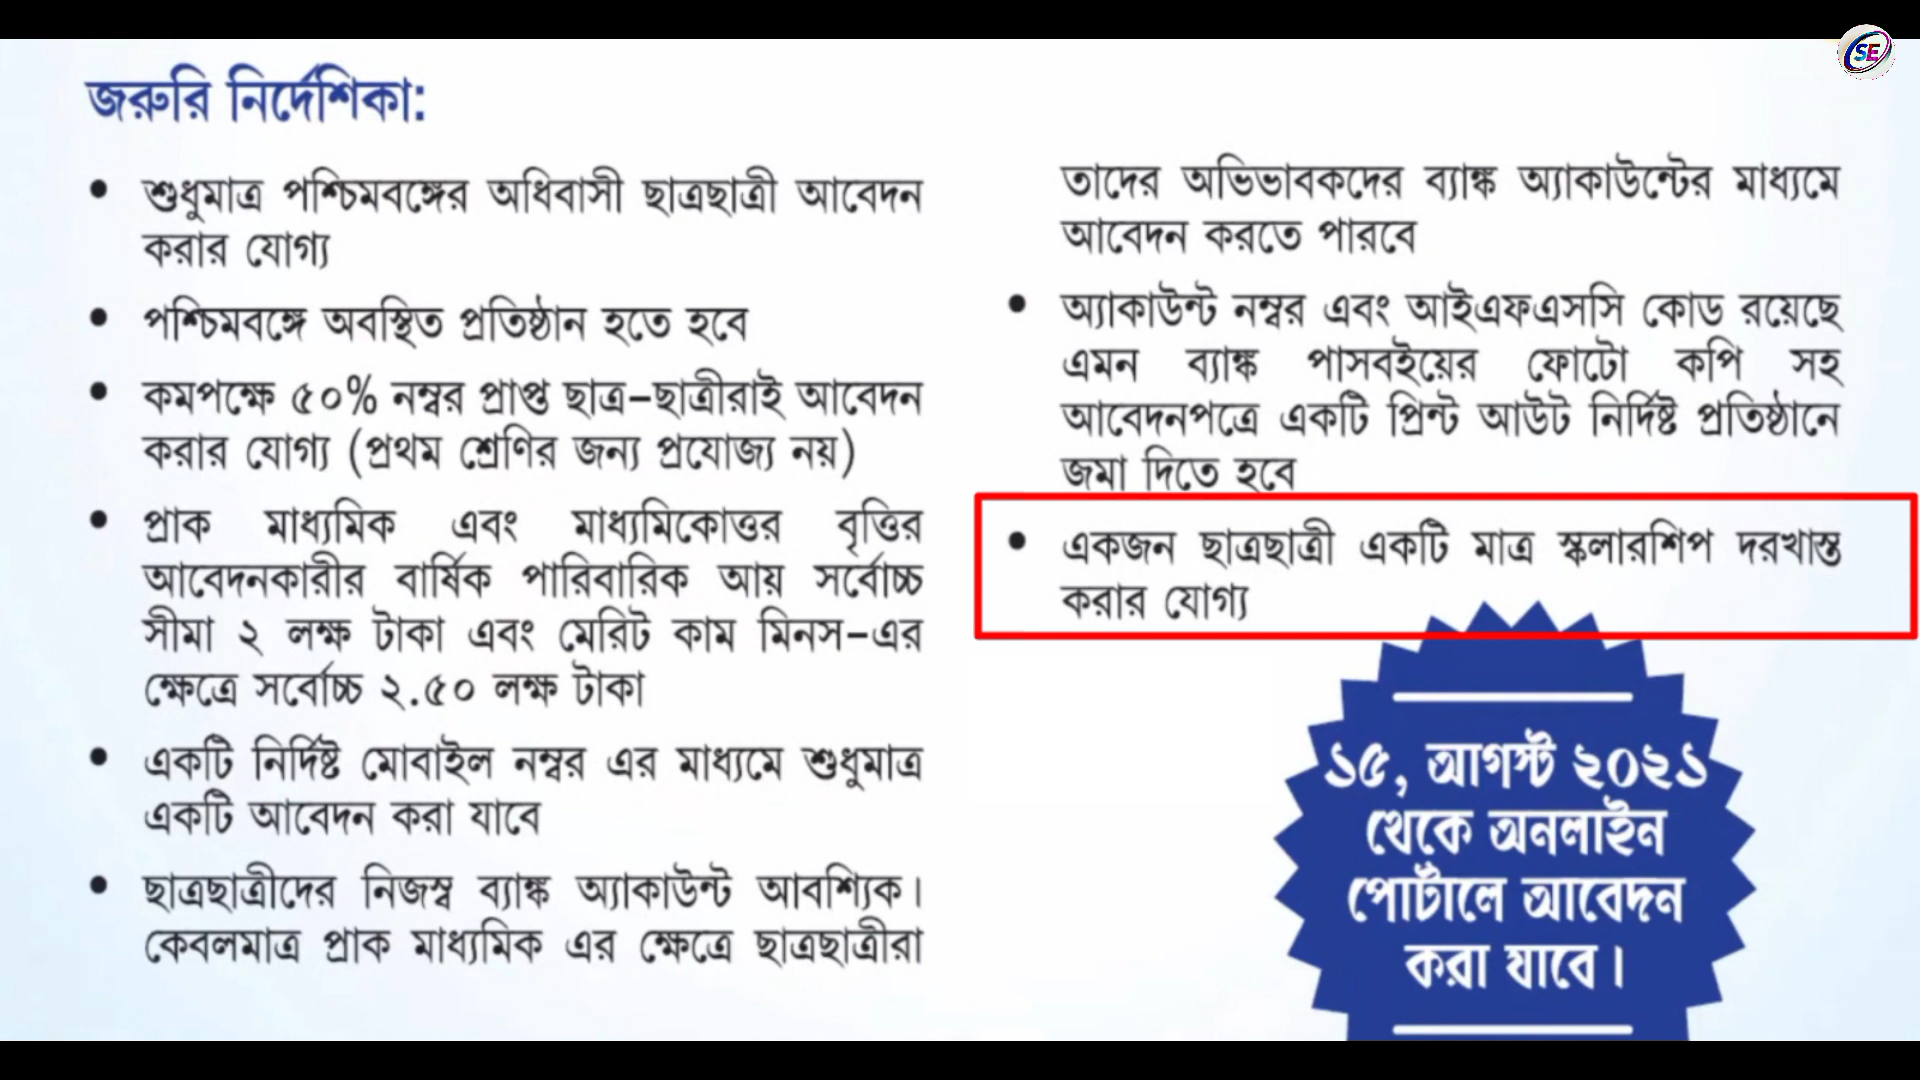 SE
জরুরি নির্দেশিকা:
• শুধুমাত্র পশ্চিমবঙ্গের অধিবাসী ছাত্রছাত্রী আবেদন
করার যোগ্য
• পশ্চিমবঙ্গে অবস্থিত প্রতিষ্ঠান হতে হবে
• কমপক্ষে ৫০% নম্বর প্রাপ্ত ছাত্র-ছাত্রীরাই আবেদন
করার যোগ্য (প্রথম শ্রেণির জন্য প্রযোজ্য নয়)
• প্রাক মাধ্যমিক এবং মাধ্যমিকোত্তর বৃত্তির
আবেদনকারীর বার্ষিক পারিবারিক আয় সর্বোচ্চ
সীমা ২ লক্ষ টাকা এবং মেরিট কাম মিনস-এর
ক্ষেত্রে সর্বোচ্চ ২.৫০ লক্ষ টাকা
• একটি নির্দিষ্ট মোবাইল নম্বর এর মাধ্যমে শুধুমাত্র
একটি আবেদন করা যাবে
• ছাত্রছাত্রীদের নিজস্ব ব্যাঙ্ক অ্যাকাউন্ট আবশ্যিক।
কেবলমাত্র প্রাক মাধ্যমিক এর ক্ষেত্রে ছাত্রছাত্রীরা
তাদের অভিভাবকদের ব্যাঙ্ক অ্যাকাউন্টের মাধ্যমে
আবেদন করতে পারবে
• অ্যাকাউন্ট নম্বর এবং আইএফএসসি কোড রয়েছে
এমন ব্যাঙ্ক পাসবইয়ের ফোটো কপি সহ
আবেদনপত্রে একটি প্রিন্ট আউট নির্দিষ্ট প্রতিষ্ঠানে
জমা দিতে হবে
• একজন ছাত্রছাত্রী একটি মাত্র স্কলারশিপ দরখাস্ত
করার যোগ্য
১৫, আগস্ট ২০২১
থেকে অনলাইন
পোর্টালে আবেদন
করা যাবে।